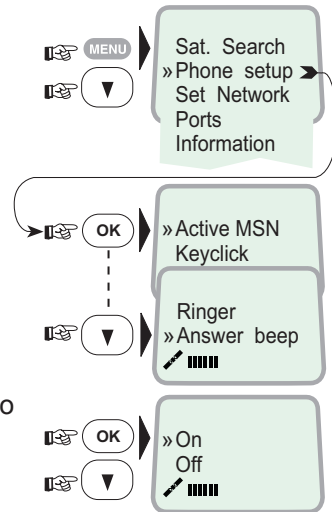 MENU
Sat. Search
»Phone setup
Set Network
Ports
Information
OK
»Active MSN
Keyclick
Ringer
»Answer beep
o
OK
»On
Off